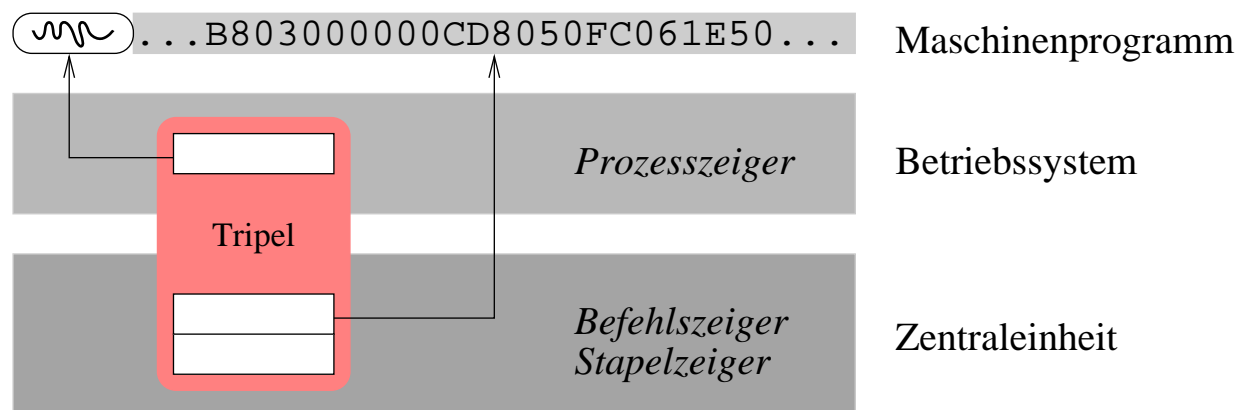 ...B803000000CD8050FC061E50...
Maschinenprogramm
Prozesszeiger
Betriebssystem
Tripel
Befehlszeiger
Stapelzeiger
Zentraleinheit